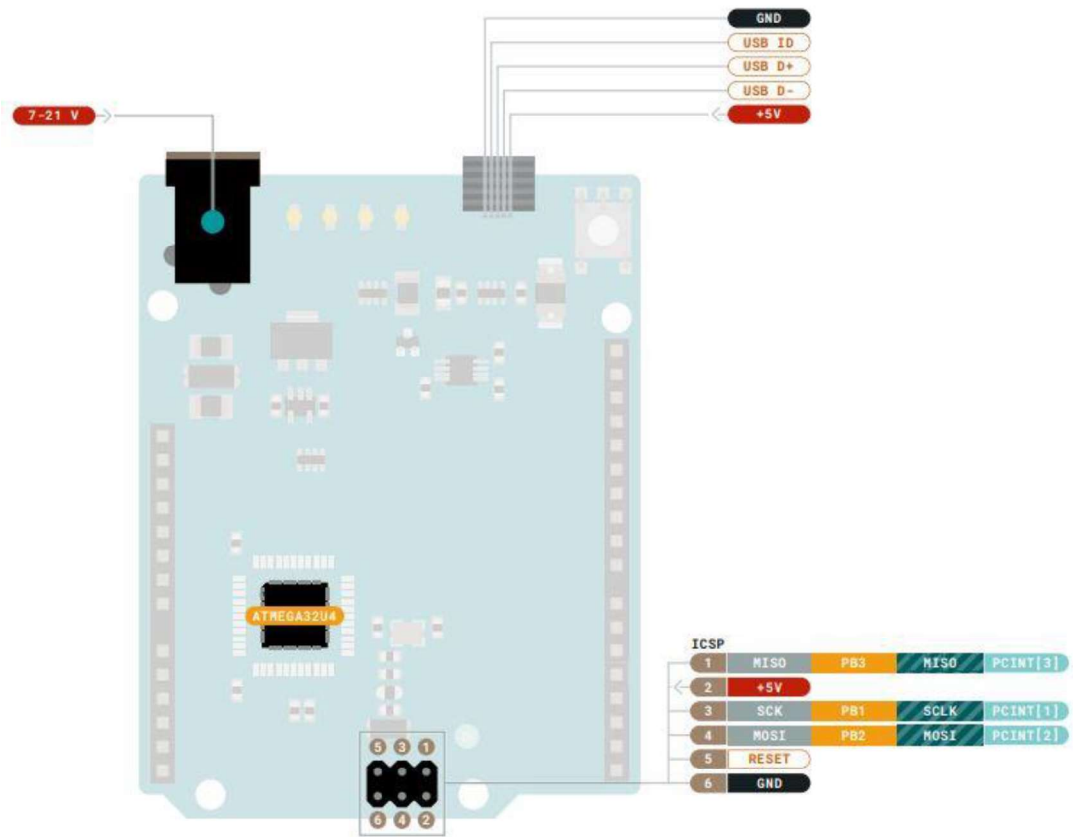 GND
USB ID
USB D+
USB D-
+5V
7-21 V
ATMEGA32U4
ICSP
1 MISO PB3 MISO PCINT[3]
2 +5V
3 SCK PB1 SCLK PCINT[1]
4 MOSI PB2 MOSI PCINT[2]
5 RESET
6 GND
5 3 1
6 4 2